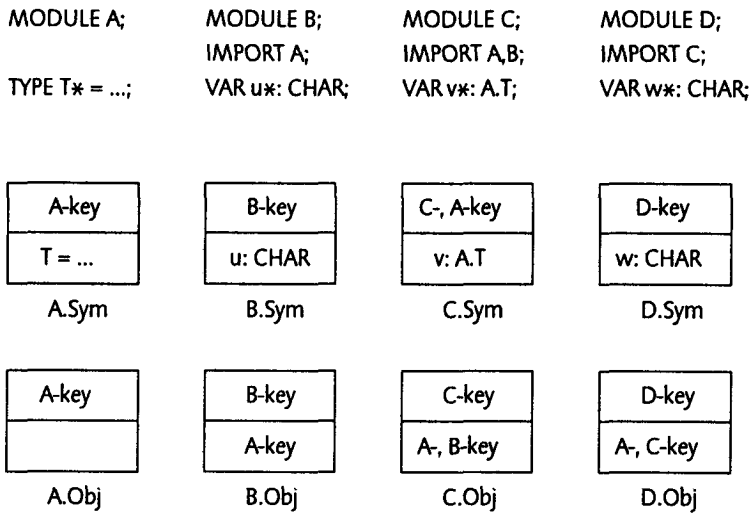 MODULE A; MODULE B; MODULE C; MODULE D;
IMPORT A; IMPORT A,B; IMPORT C;
TYPE T* = ...; VAR u*: CHAR; VAR v*: A.T; VAR w*: CHAR;
A-key B-key C-, A-key D-key
T = ... u: CHAR v: A.T w: CHAR
A.Sym B.Sym C.Sym D.Sym
A-key B-key C-key D-key
A-key A-, B-key A-, C-key
A.Obj B.Obj C.Obj D.Obj